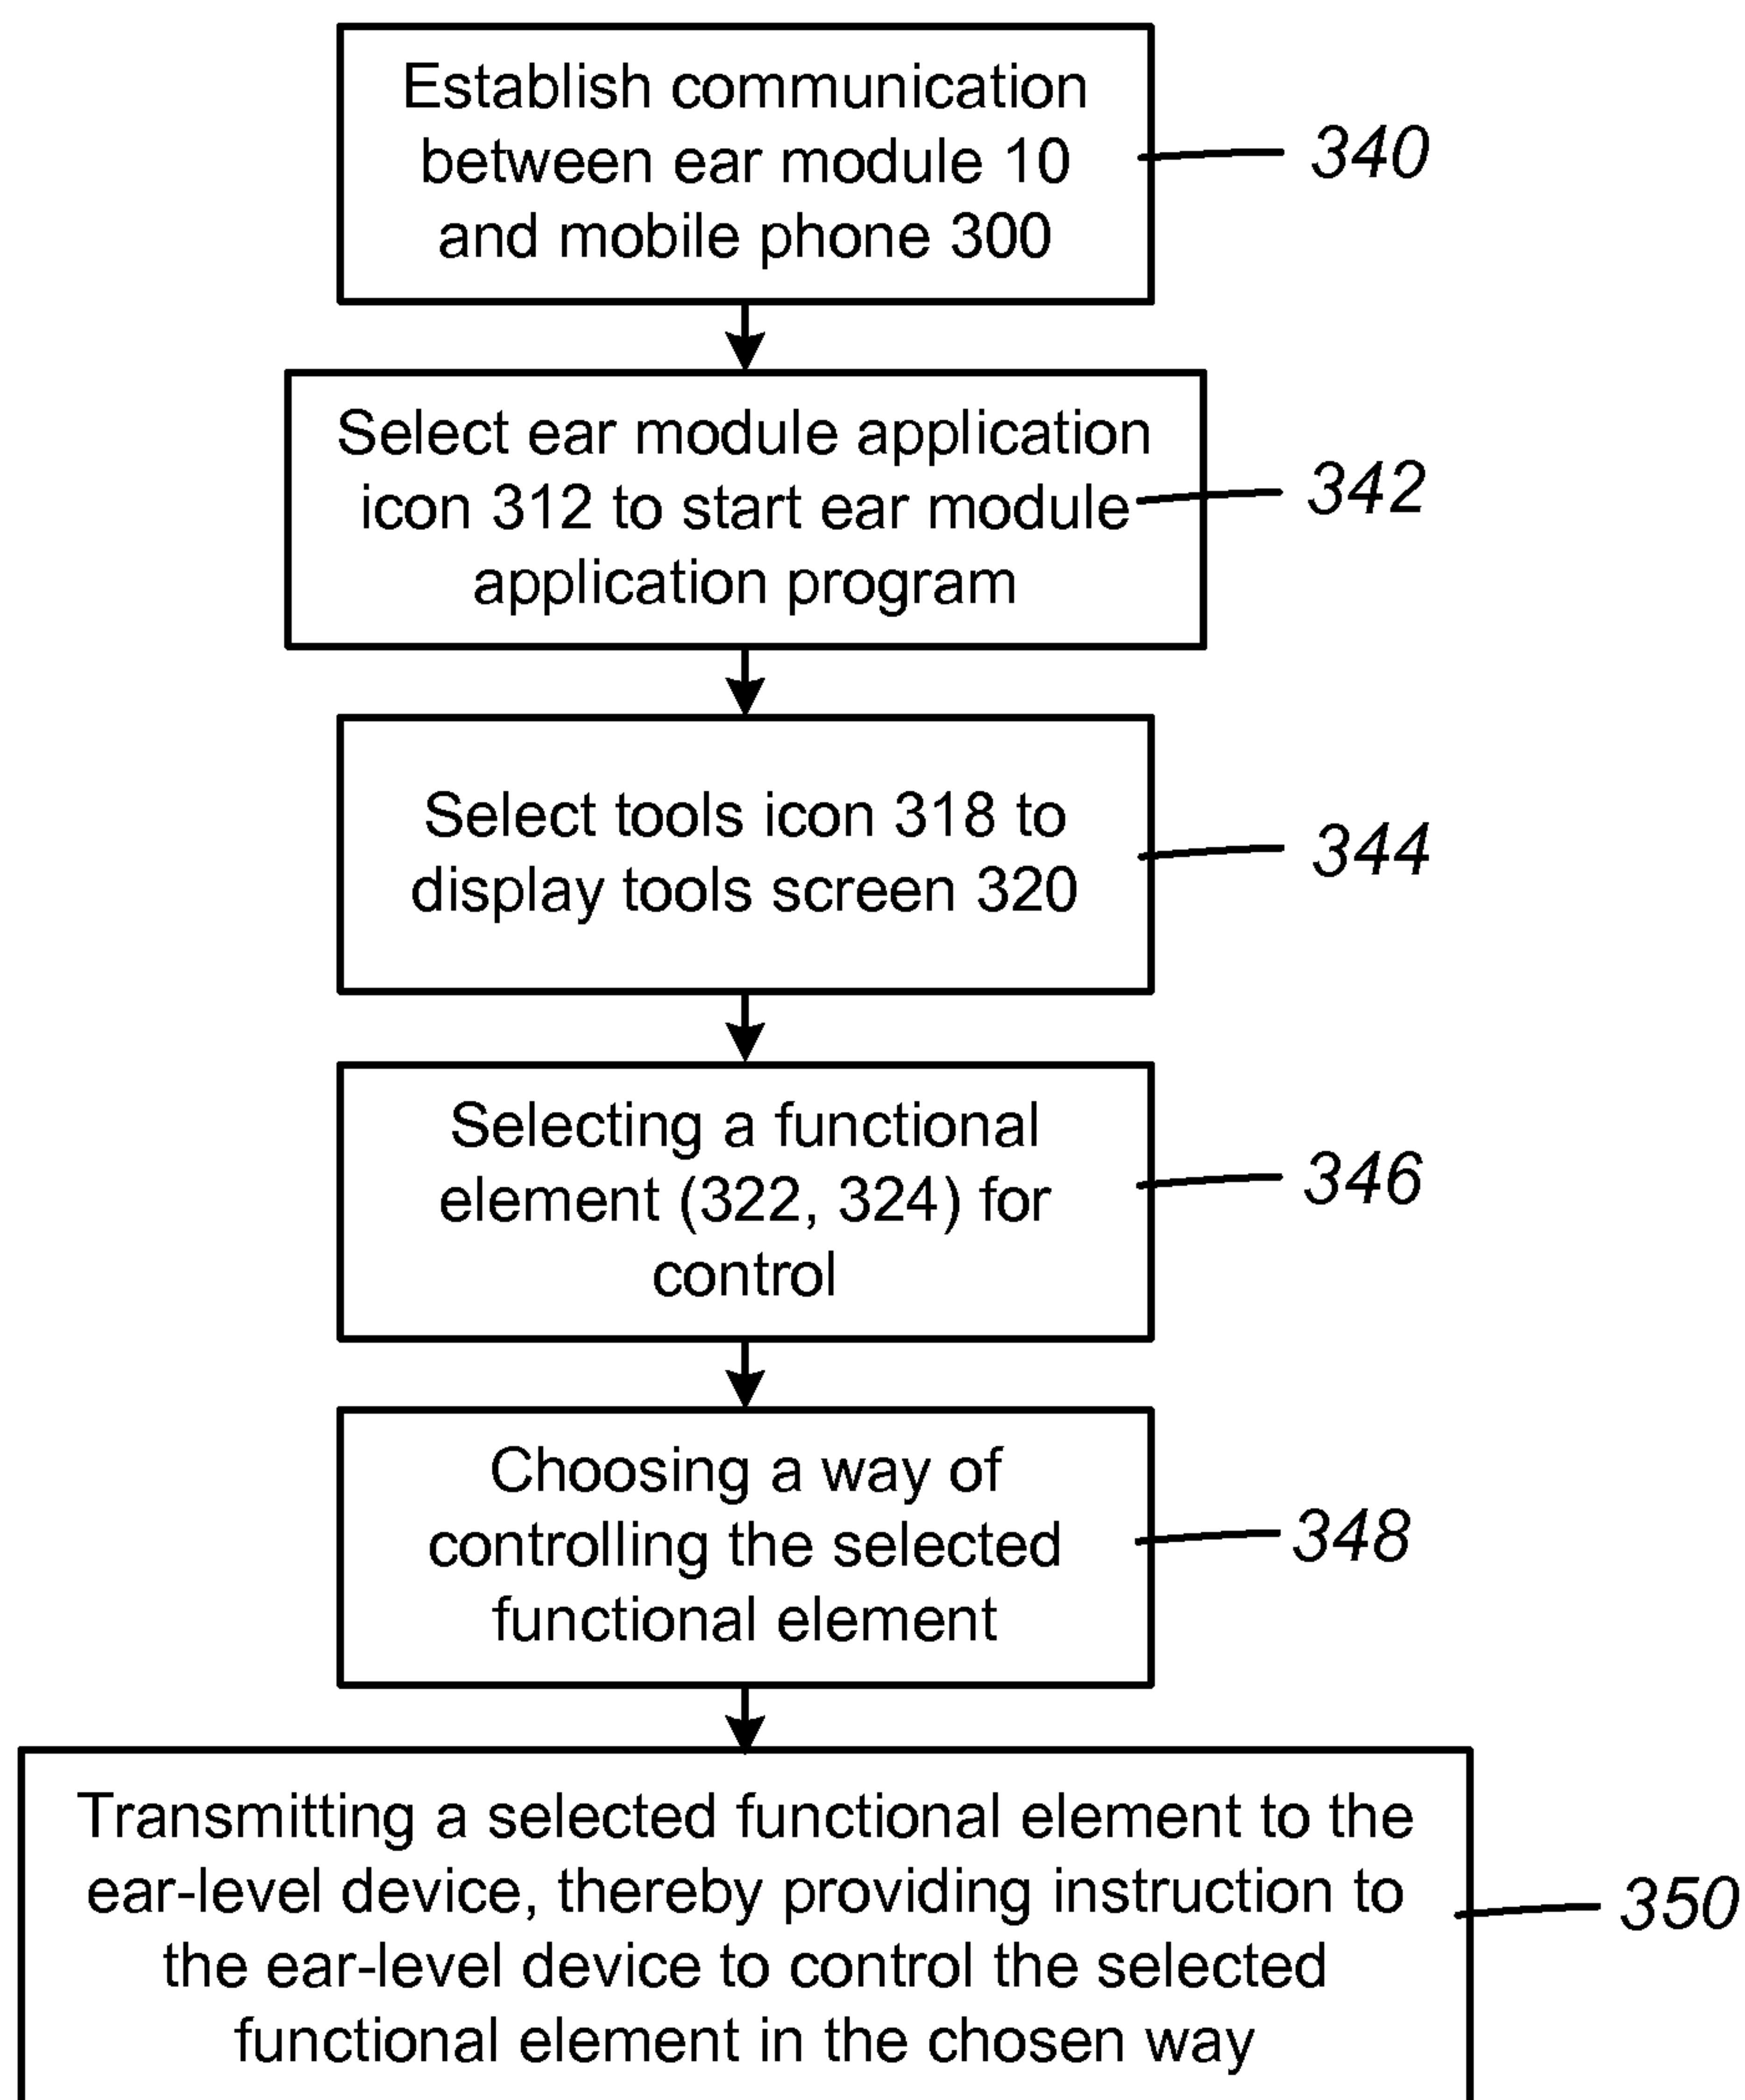 Establish communication
between ear module 10
and mobile phone 300
340
Select ear module application
icon 312 to start ear module
application program
342
Select tools icon 318 to
display tools screen 320
344
Selecting a functional
element (322, 324) for
control
346
Choosing a way of
controlling the selected
functional element
348
Transmitting a selected functional element to the
ear-level device, thereby providing instruction to
the ear-level device to control the selected
functional element in the chosen way
350